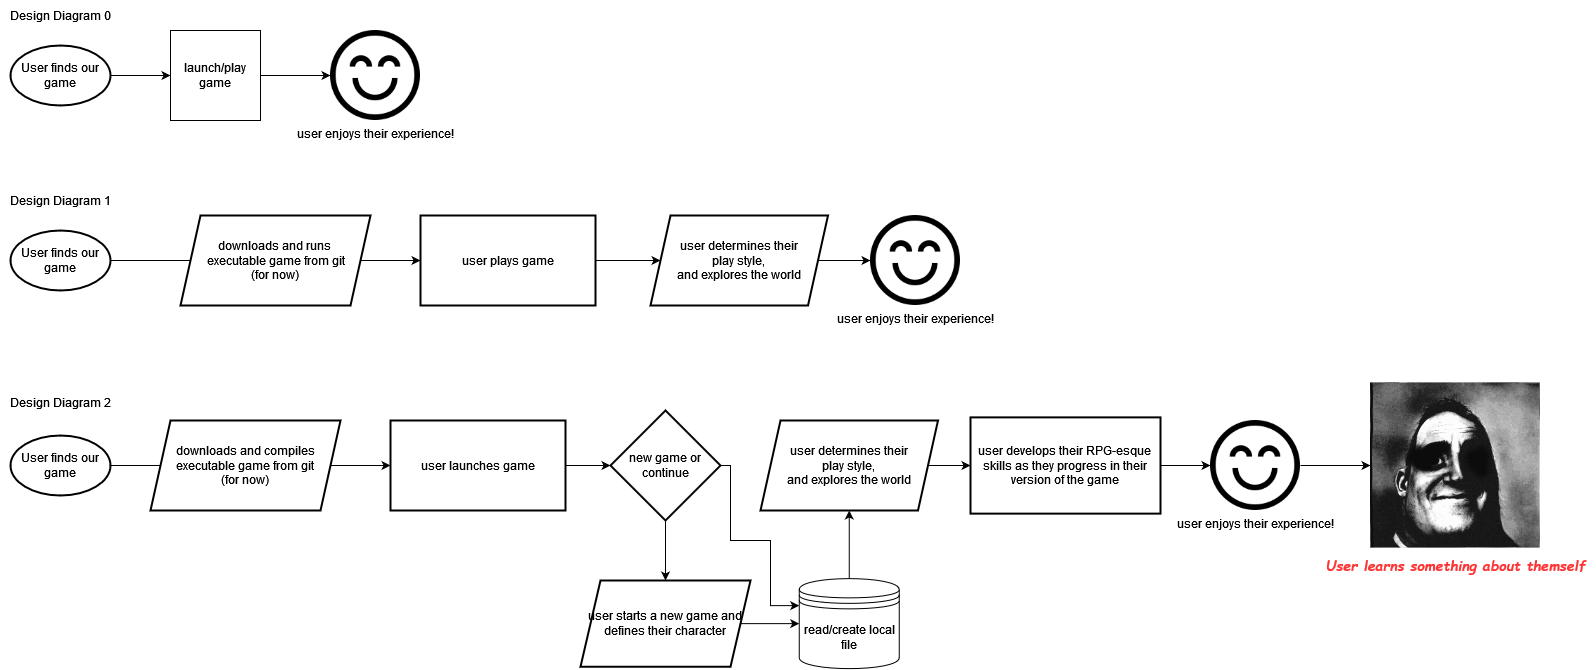 Design Diagram 0
User finds our
game
launch/play
game
user enjoys their experience!
Design Diagram 1
User finds our
game
downloads and runs
executable game from git
(for now)
user plays game
user determines their
play style,
and explores the world
user enjoys their experience!
Design Diagram 2
User finds our
game
downloads and compiles
executable game from git
(for now)
user launches game
new game or
continue
user starts a new game and
defines their character
read/create local
file
user determines their
play style,
and explores the world
user develops their RPG-esque
skills as they progress in their
version of the game
user enjoys their experience!
User learns something about themself